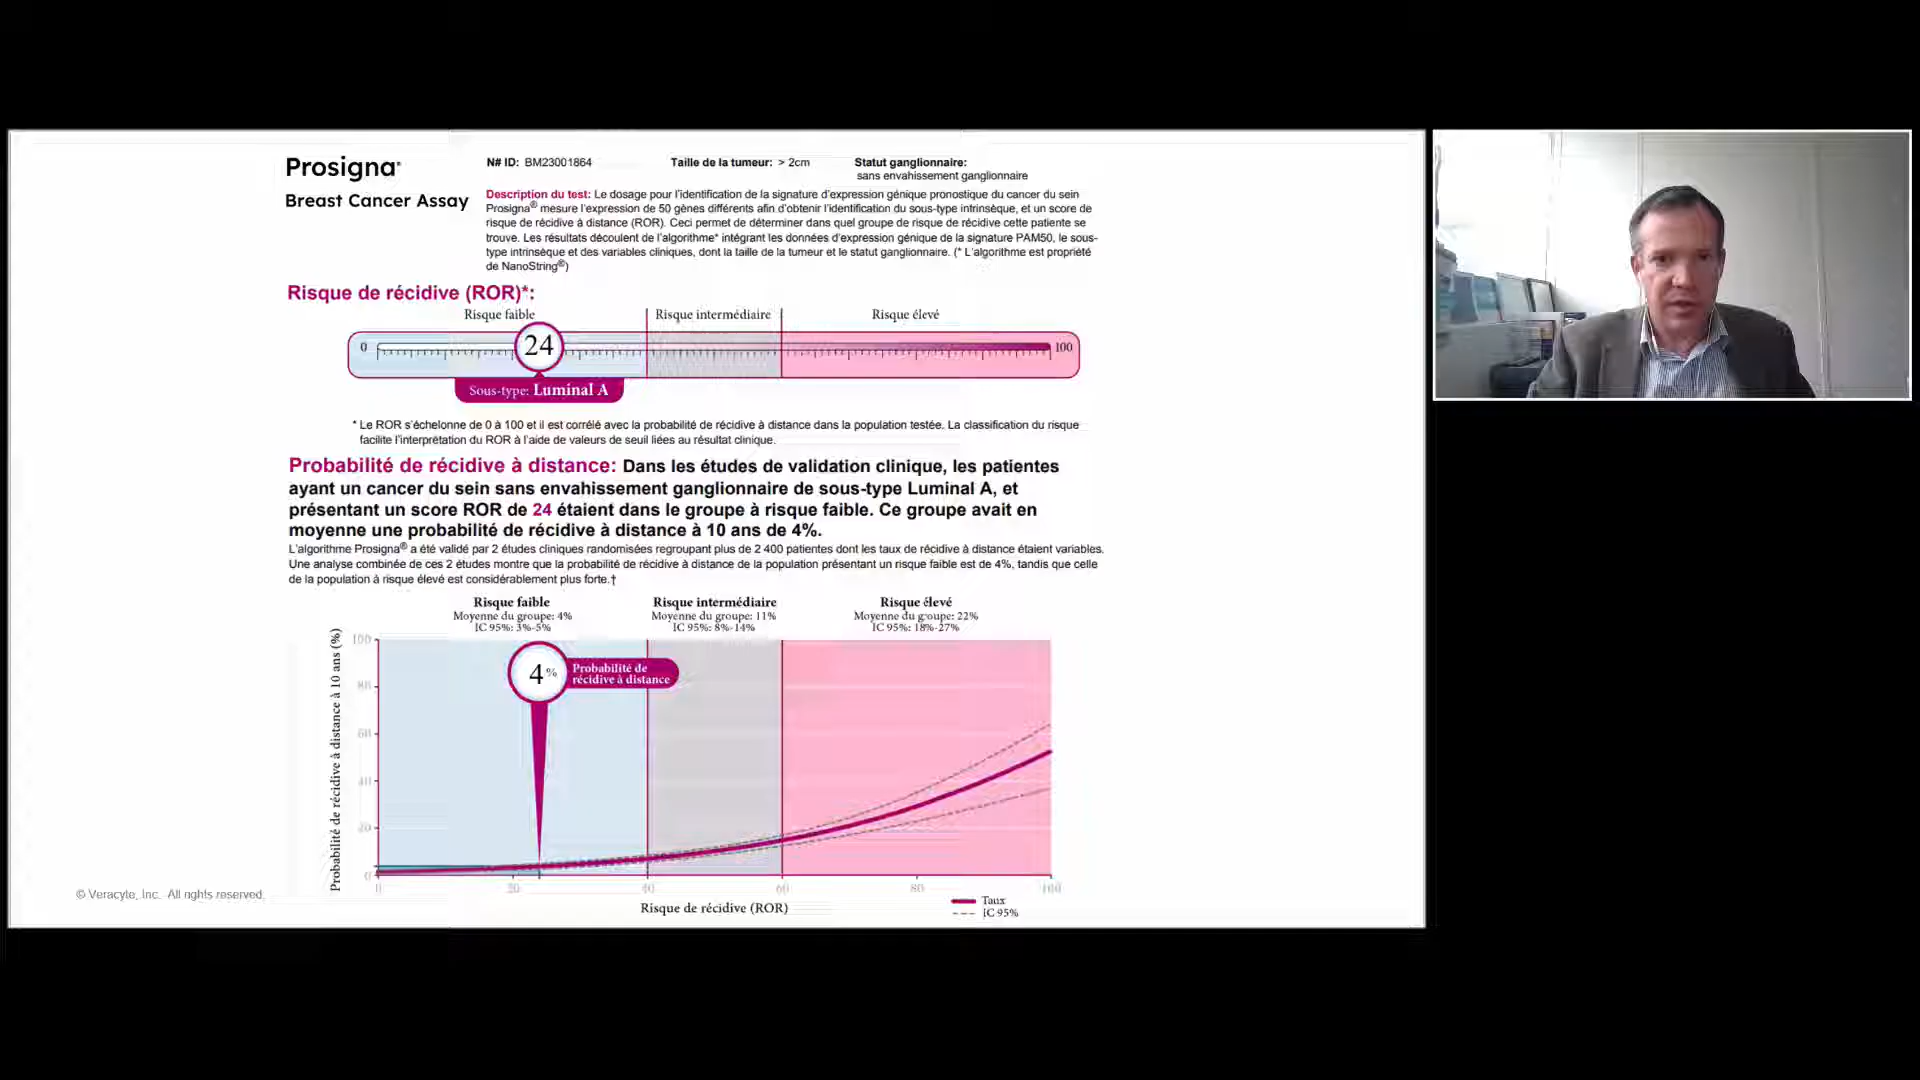 Prosigna®
Breast Cancer Assay
N# ID: BM23001864
Taille de la tumeur: > 2cm
Statut ganglionnaire:
sans envahissement ganglionnaire
Description du test: Le dosage pour l'identification de la signature d'expression génique pronostique du cancer du sein
Prosigna® mesure l'expression de 50 gènes différents afin d'obtenir l'identification du sous-type intrinsèque, et un score de
risque de récidive à distance (ROR). Ceci permet de déterminer dans quel groupe de risque de récidive cette patiente se
trouve. Les résultats découlent de l'algorithme* intégrant les données d'expression génique de la signature PAM50, le sous-
type intrinsèque et des variables cliniques, dont la taille de la tumeur et le statut ganglionnaire. (* L'algorithme est propriété
de NanoString®)
Risque de récidive (ROR)*:
Risque faible
Risque intermédiaire
Risque élevé
0
24
100
Sous-type: Luminal A
* Le ROR s'échelonne de 0 à 100 et il est corrélé avec la probabilité de récidive à distance dans la population testée. La classification du risque
facilite l'interprétation du ROR à l'aide de valeurs de seuil liées au résultat clinique.
Probabilité de récidive à distance: Dans les études de validation clinique, les patientes
ayant un cancer du sein sans envahissement ganglionnaire de sous-type Luminal A, et
présentant un score ROR de 24 étaient dans le groupe à risque faible. Ce groupe avait en
moyenne une probabilité de récidive à distance à 10 ans de 4%.
L'algorithme Prosigna® a été validé par 2 études cliniques randomisées regroupant plus de 2 400 patientes dont les taux de récidive à distance étaient variables.
Une analyse combinée de ces 2 études montre que la probabilité de récidive à distance de la population présentant un risque faible est de 4%, tandis que celle
de la population à risque élevé est considérablement plus forte.†
Risque faible
Moyenne du groupe: 4%
IC 95%: 3%-5%
Risque intermédiaire
Moyenne du groupe: 11%
IC 95%: 8%-14%
Risque élevé
Moyenne du groupe: 22%
IC 95%: 18%-27%
Probabilité de récidive à distance à 10 ans (%)
100
80
60
40
20
0
4%
Probabilité de
récidive à distance
0
20
40
60
80
100
Risque de récidive (ROR)
Taux
IC 95%
© Veracyte, Inc. All rights reserved.